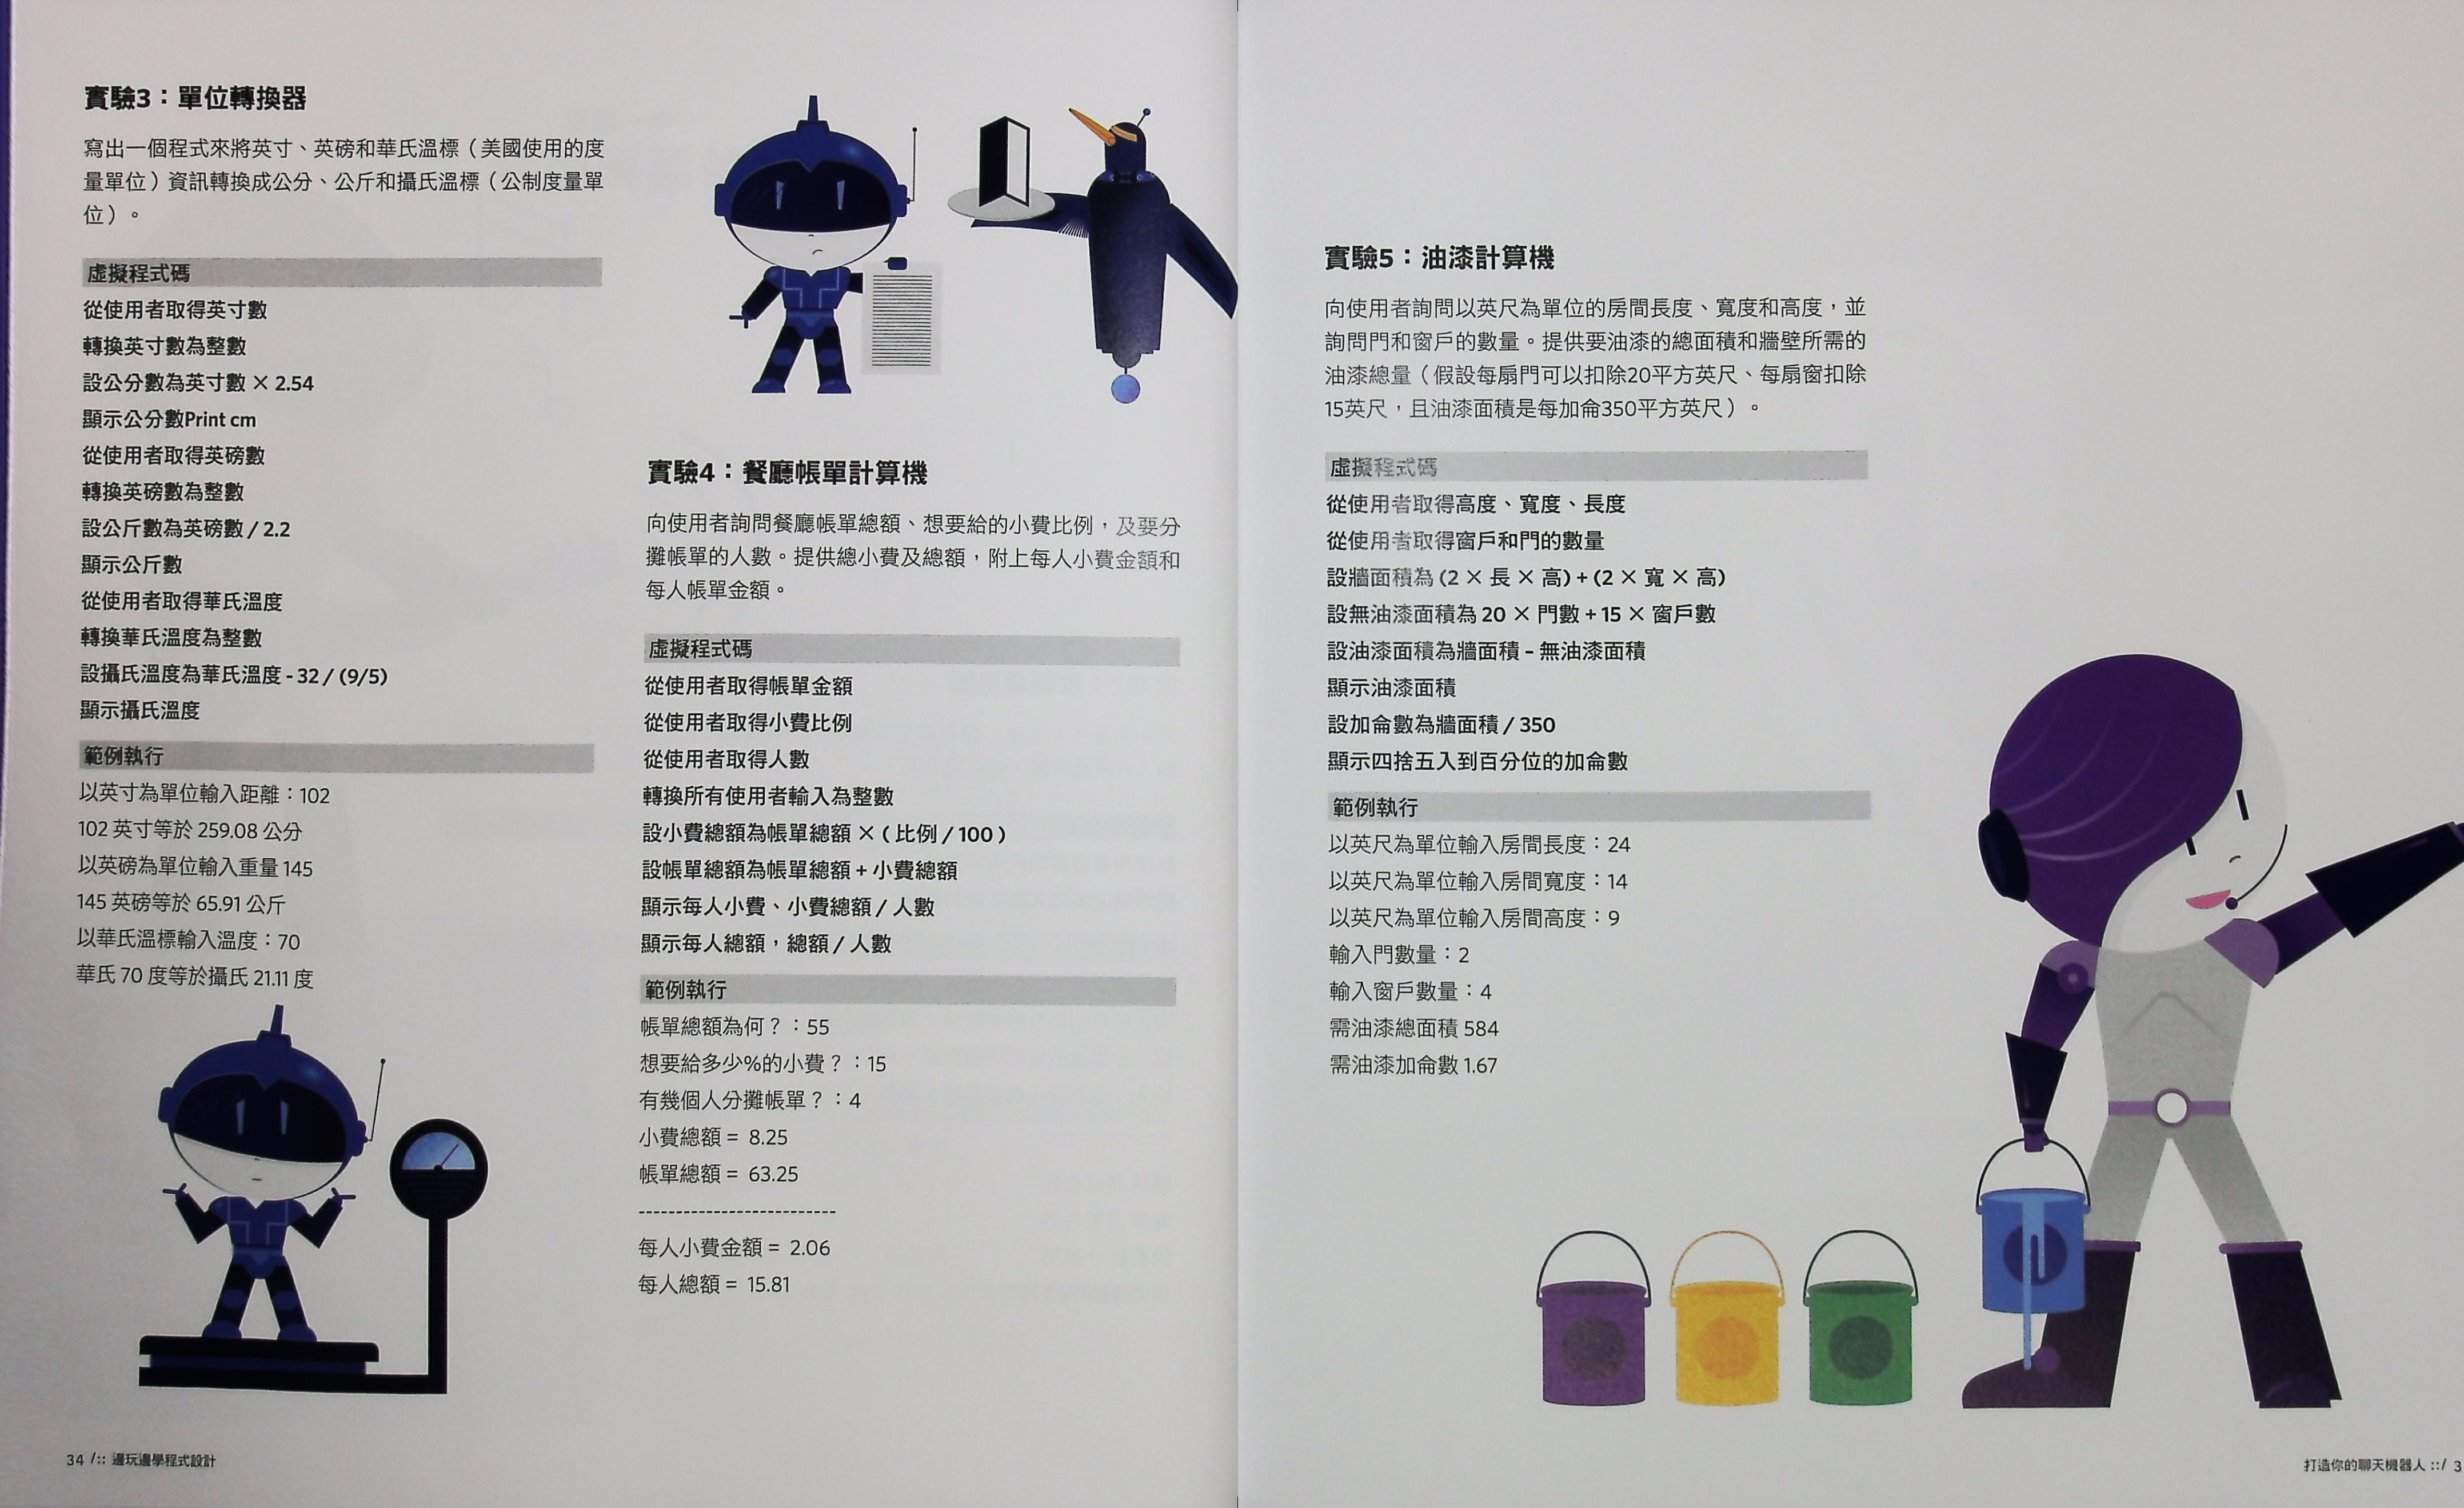 實驗3：單位轉換器
寫出一個程式來將英寸、英磅和華氏溫標（美國使用的度
量單位）資訊轉換成公分、公斤和攝氏溫標（公制度量單
位）。
虛擬程式碼
從使用者取得英寸數
轉換英寸數為整數
設公分數為英寸數 × 2.54
顯示公分數Print cm
從使用者取得英磅數
轉換英磅數為整數
設公斤數為英磅數 / 2.2
顯示公斤數
從使用者取得華氏溫度
轉換華氏溫度為整數
設攝氏溫度為華氏溫度 - 32 / (9/5)
顯示攝氏溫度
範例執行
以英寸為單位輸入距離：102
102 英寸等於 259.08 公分
以英磅為單位輸入重量 145
145 英磅等於 65.91 公斤
以華氏溫標輸入溫度：70
華氏 70 度等於攝氏 21.11 度
34 /:: 邊玩邊學程式設計
實驗4：餐廳帳單計算機
向使用者詢問餐廳帳單總額、想要給的小費比例，及要分
攤帳單的人數。提供總小費及總額，附上每人小費金額和
每人帳單金額。
虛擬程式碼
從使用者取得帳單金額
從使用者取得小費比例
從使用者取得人數
轉換所有使用者輸入為整數
設小費總額為帳單總額 ×（比例 / 100）
設帳單總額為帳單總額 + 小費總額
顯示每人小費、小費總額 / 人數
顯示每人總額，總額 / 人數
範例執行
帳單總額為何？：55
想要給多少%的小費？：15
有幾個人分攤帳單？：4
小費總額 = 8.25
帳單總額 = 63.25
--------------------------
每人小費金額 = 2.06
每人總額 = 15.81
實驗5：油漆計算機
向使用者詢問以英尺為單位的房間長度、寬度和高度，並
詢問門和窗戶的數量。提供要油漆的總面積和牆壁所需的
油漆總量（假設每扇門可以扣除20平方英尺、每扇窗扣除
15英尺，且油漆面積是每加侖350平方英尺）。
虛擬程式碼
從使用者取得高度、寬度、長度
從使用者取得窗戶和門的數量
設牆面積為 (2 × 長 × 高) + (2 × 寬 × 高)
設無油漆面積為 20 × 門數 + 15 × 窗戶數
設油漆面積為牆面積 – 無油漆面積
顯示油漆面積
設加侖數為牆面積 / 350
顯示四捨五入到百分位的加侖數
範例執行
以英尺為單位輸入房間長度：24
以英尺為單位輸入房間寬度：14
以英尺為單位輸入房間高度：9
輸入門數量：2
輸入窗戶數量：4
需油漆總面積 584
需油漆加侖數 1.67
打造你的聊天機器人 ::/ 3